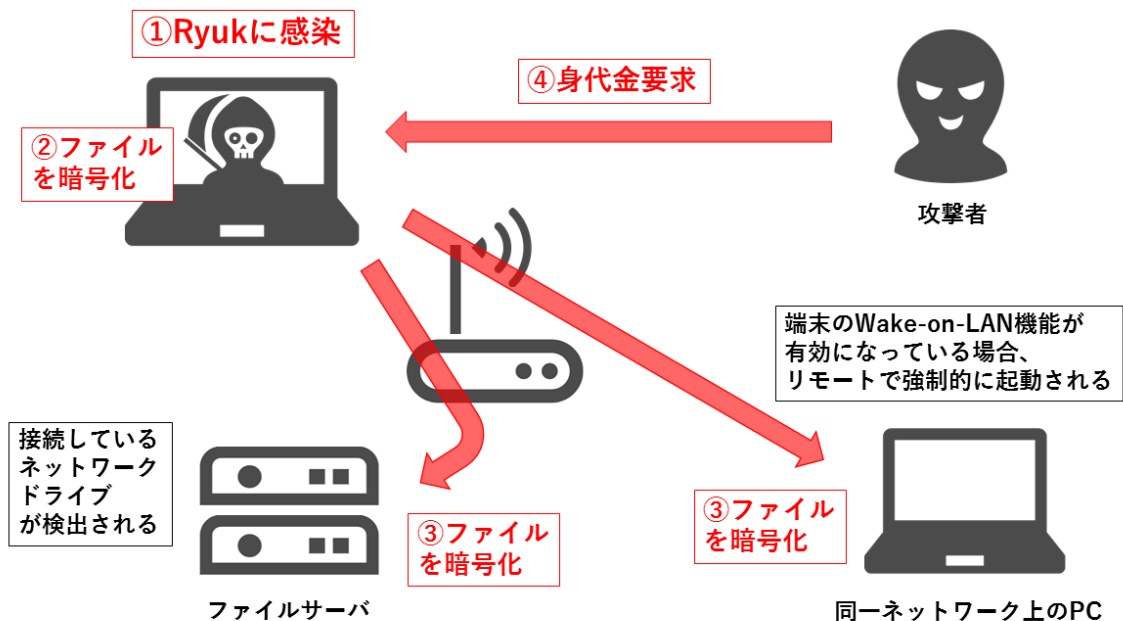 ①Ryukに感染
④身代金要求
②ファイル
を暗号化
攻撃者
端末のWake-on-LAN機能が
有効になっている場合、
リモートで強制的に起動される
接続している
ネットワーク
ドライブ
が検出される
③ファイル
を暗号化
③ファイル
を暗号化
ファイルサーバ
同一ネットワーク上のPC